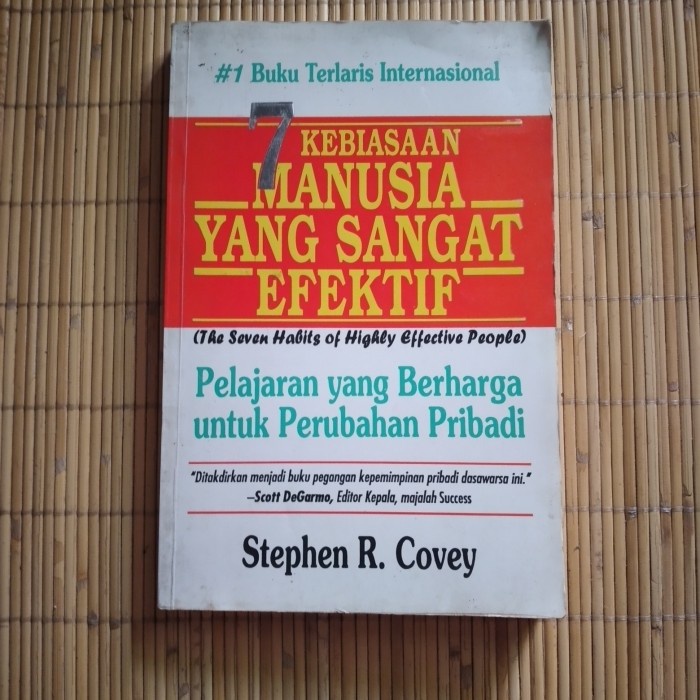 #1 Buku Terlaris Internasional
7 KEBIASAAN
MANUSIA
YANG SANGAT
EFEKTIF
(The Seven Habits of Highly Effective People)
Pelajaran yang Berharga
untuk Perubahan Pribadi
"Ditakdirkan menjadi buku pegangan kepemimpinan pribadi dasawarsa ini."
—Scott DeGarmo, Editor Kepala, majalah Success
Stephen R. Covey